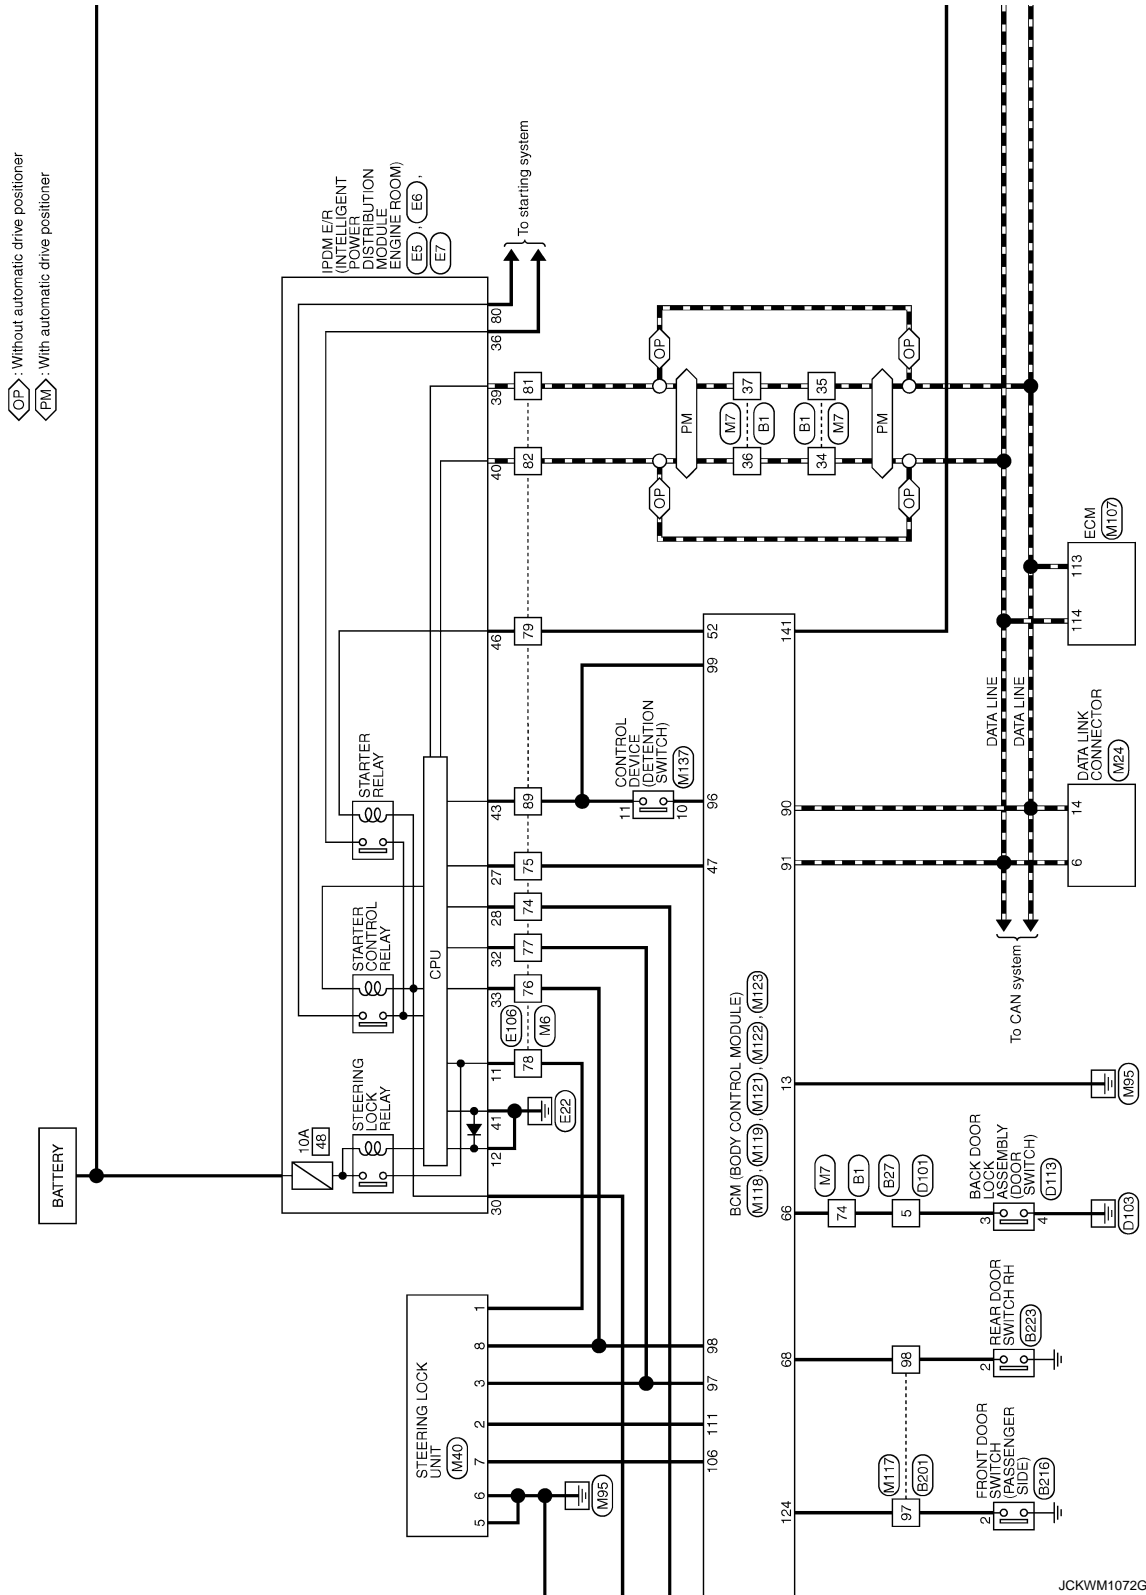 OP : Without automatic drive positioner
PM : With automatic drive positioner
BATTERY
10A
48
STEERING
LOCK
RELAY
STARTER
CONTROL
RELAY
STARTER
RELAY
CPU
IPDM E/R
(INTELLIGENT
POWER
DISTRIBUTION
MODULE
ENGINE ROOM)
E5 , E6 ,
E7
30
12
41
11
33
32
28
27
43
46
40
39
36
80
To starting system
E22
E106
M6
78
76
77
74
75
89
79
82
81
OP
OP
PM
36
M7
B1
37
34
B1
M7
35
PM
OP
OP
STEERING LOCK
UNIT
M40
5
6
7
2
3
8
1
M95
CONTROL
DEVICE
(DETENTION
SWITCH)
M137
11
10
106
111
97
98
47
96
99
52
BCM (BODY CONTROL MODULE)
M118 , M119 , M121 , M122 , M123
124
68
66
13
91
90
141
M117
B201
97
98
2
FRONT DOOR
SWITCH
(PASSENGER
SIDE)
B216
2
REAR DOOR
SWITCH RH
B223
74
M7
B1
5
B27
D101
3
4
BACK DOOR
LOCK
ASSEMBLY
(DOOR
SWITCH)
D113
D103
M95
To CAN system
DATA LINE
DATA LINE
6
14
DATA LINK
CONNECTOR
M24
114
113
ECM
M107
JCKWM1072G